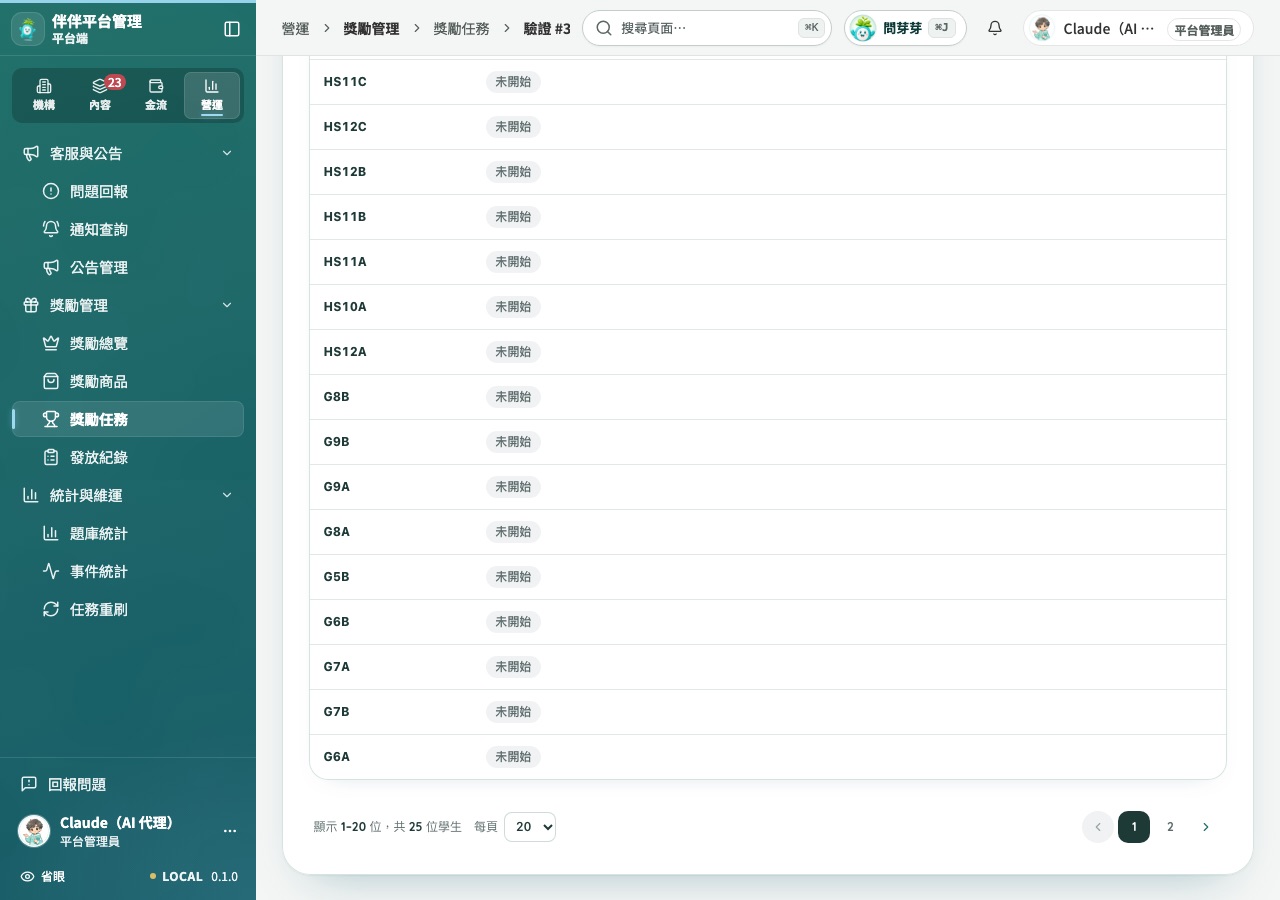 伴伴平台管理
平台端
營運 獎勵管理 獎勵任務 驗證 #3
搜尋頁面… ⌘K
問芽芽 ⌘J
Claude（AI … 平台管理員
機構 內容 23 金流 營運
客服與公告
問題回報
通知查詢
公告管理
獎勵管理
獎勵總覽
獎勵商品
獎勵任務
發放紀錄
統計與維運
題庫統計
事件統計
任務重刷
回報問題
Claude（AI 代理）
平台管理員
省眼 LOCAL 0.1.0
HS11C 未開始
HS12C 未開始
HS12B 未開始
HS11B 未開始
HS11A 未開始
HS10A 未開始
HS12A 未開始
G8B 未開始
G9B 未開始
G9A 未開始
G8A 未開始
G5B 未開始
G6B 未開始
G7A 未開始
G7B 未開始
G6A 未開始
顯示 1–20 位，共 25 位學生 每頁 20
1 2